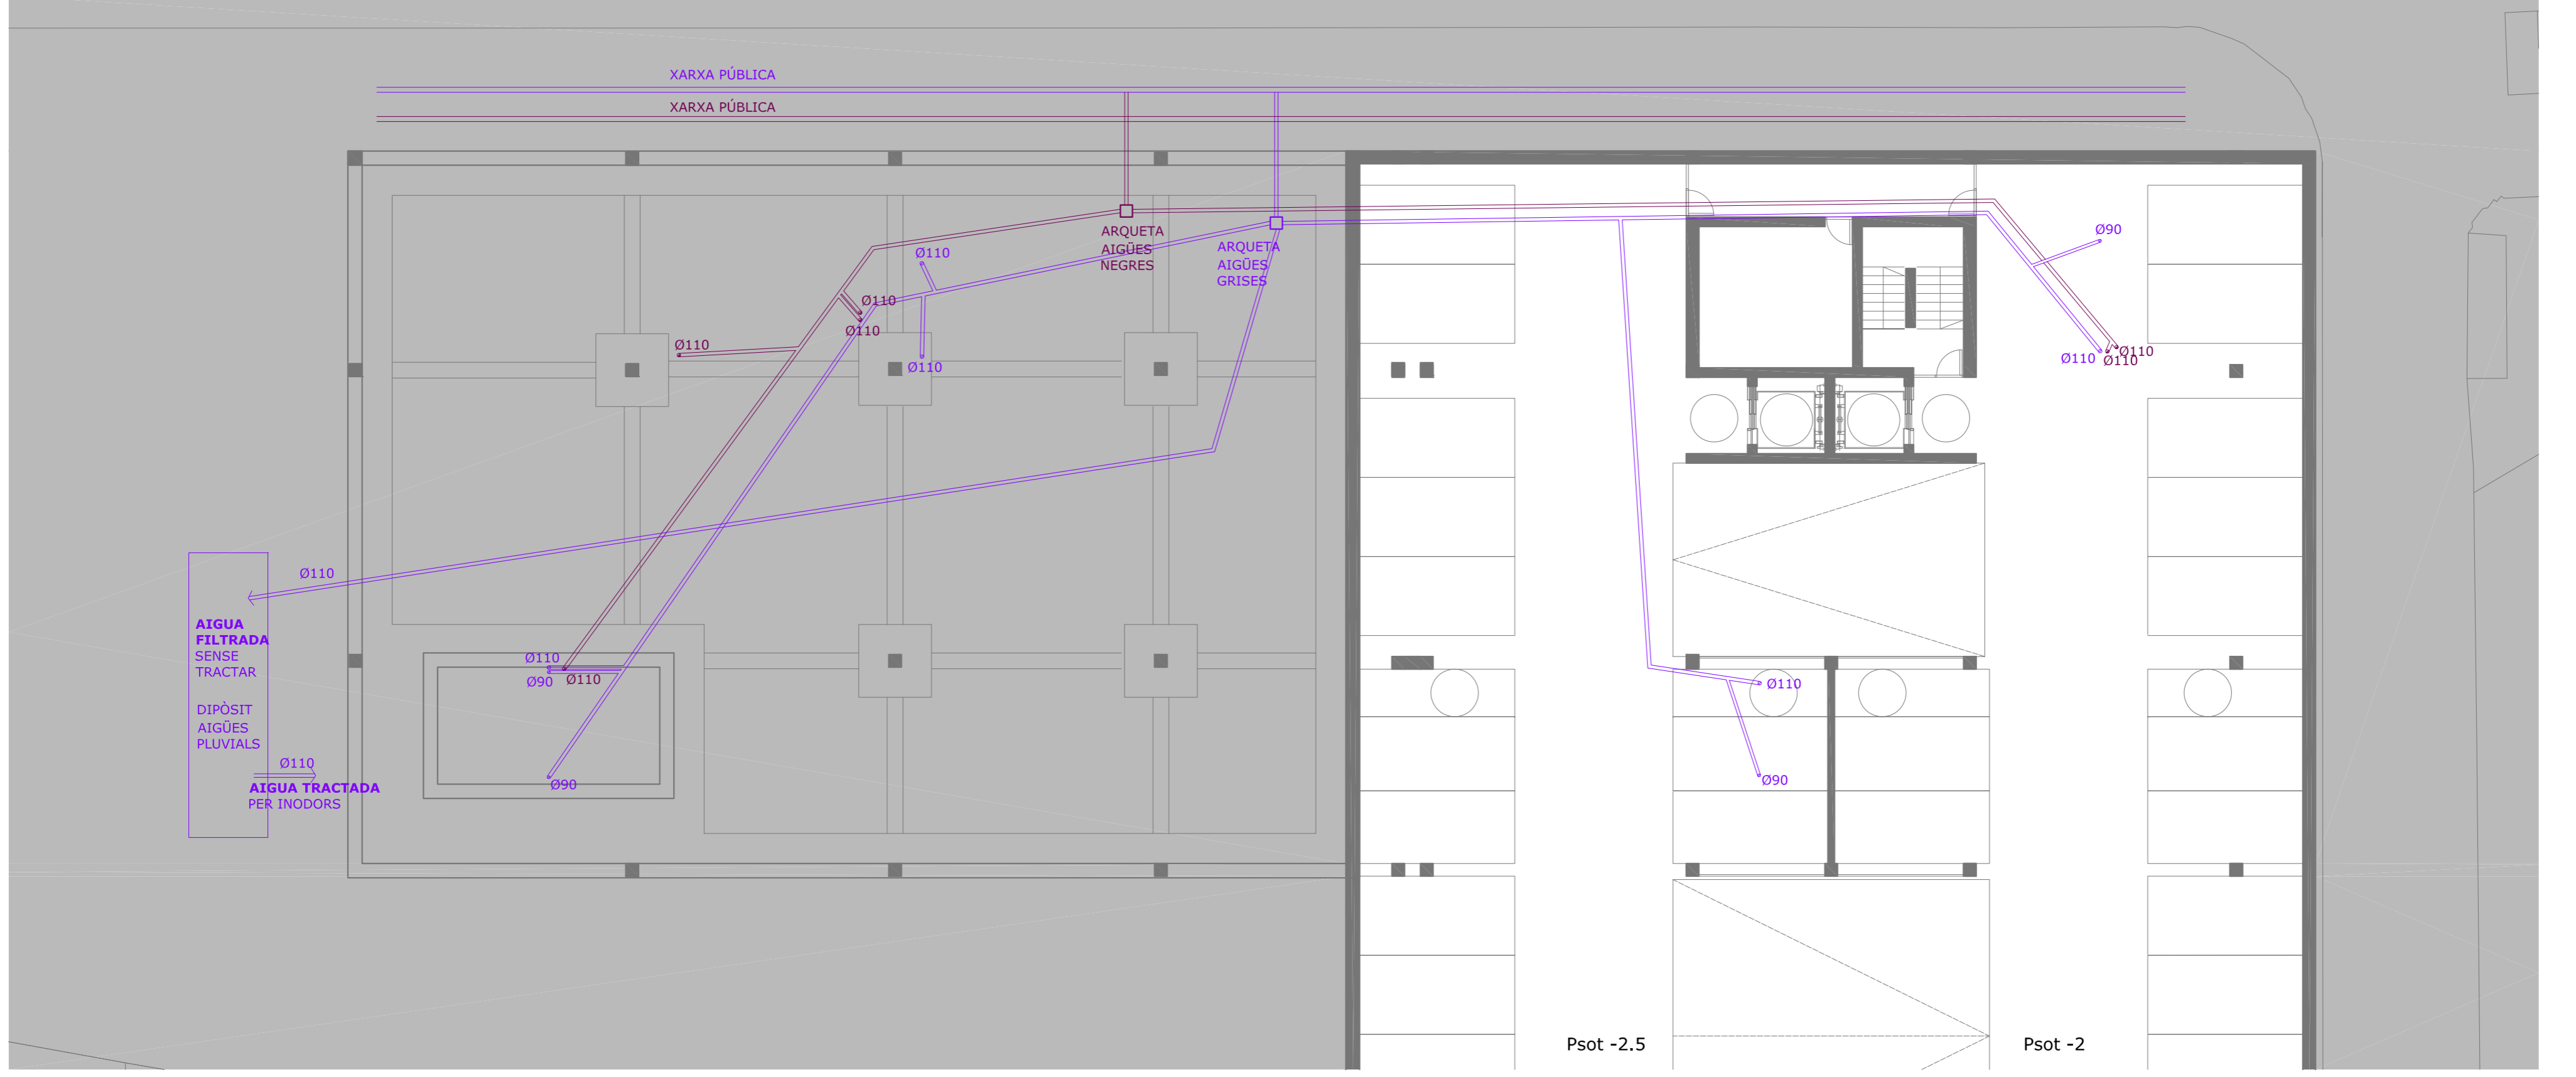 XARXA PÚBLICA
XARXA PÚBLICA
ARQUETA
AIGÜES
NEGRES
ARQUETA
AIGÜES
GRISES
Ø110
Ø110
Ø110
Ø110
Ø110
Ø90
Ø110
Ø110
Ø110
Ø110
AIGUA
FILTRADA
SENSE
TRACTAR
DIPÒSIT
AIGÜES
PLUVIALS
Ø110
AIGUA TRACTADA
PER INODORS
Ø110
Ø90
Ø110
Ø90
Ø110
Ø90
Psot -2.5
Psot -2